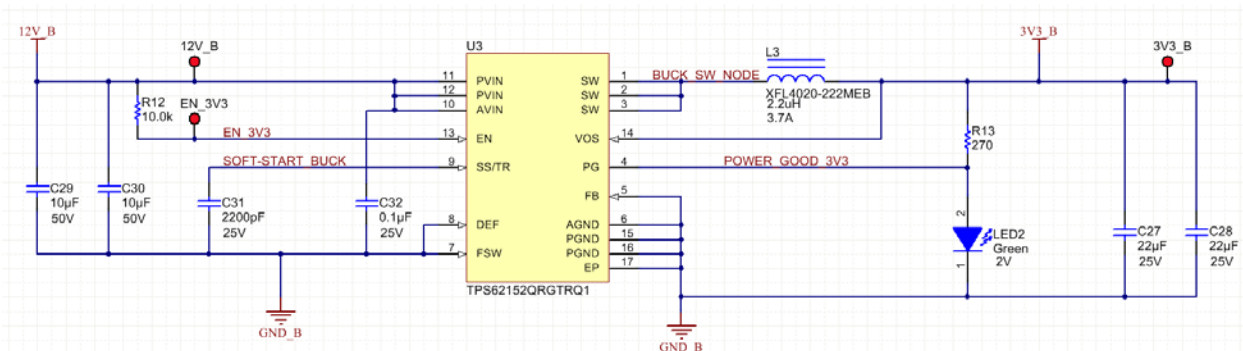 12V_B
12V_B
R12
10.0k
EN_3V3
EN_3V3
SOFT-START_BUCK
C29
10µF
50V
C30
10µF
50V
C31
2200pF
25V
C32
0.1µF
25V
GND_B
U3
11 PVIN
12 PVIN
10 AVIN
13 EN
9 SS/TR
8 DEF
7 FSW
SW 1
SW 2
SW 3
VOS 14
PG 4
FB 5
AGND 6
PGND 15
PGND 16
EP 17
TPS62152QRGTRQ1
BUCK_SW_NODE
L3
XFL4020-222MEB
2.2uH
3.7A
POWER_GOOD_3V3
GND_B
3V3_B
3V3_B
R13
270
2
LED2
Green
2V
1
C27
22µF
25V
C28
22µF
25V